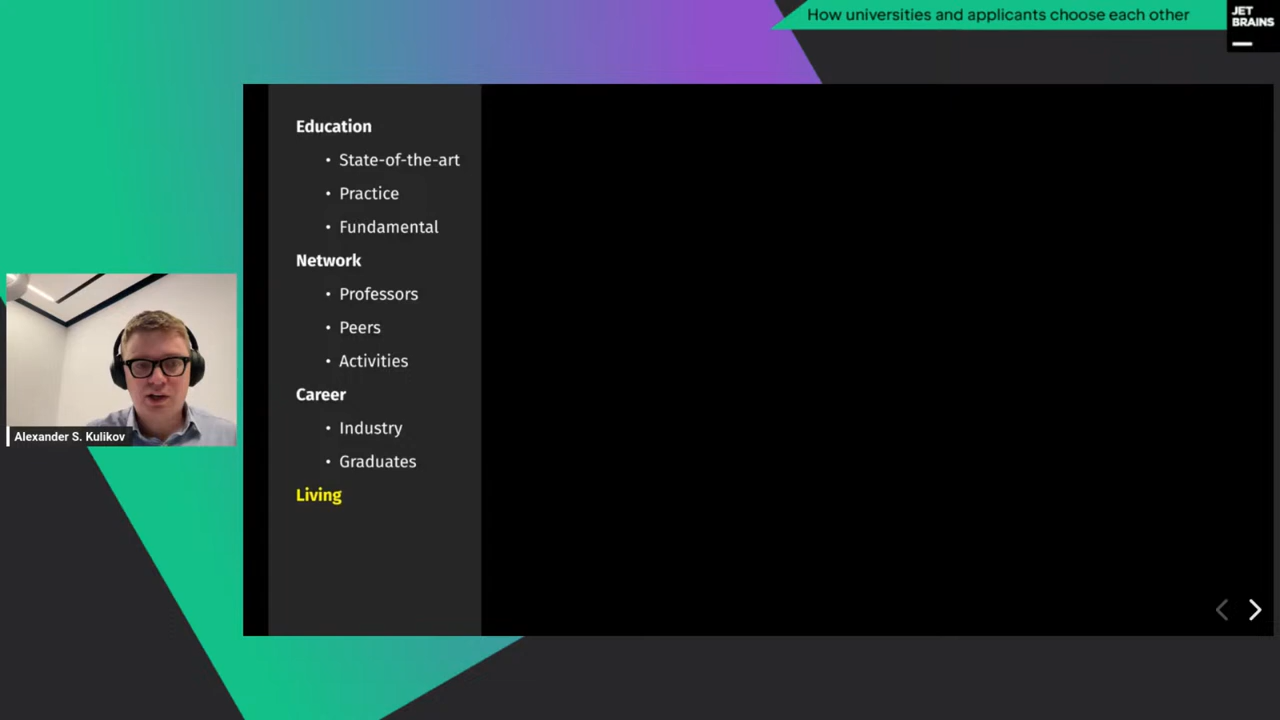 How universities and applicants choose each other
JET
BRAINS
Education
• State-of-the-art
• Practice
• Fundamental
Network
• Professors
• Peers
• Activities
Career
• Industry
• Graduates
Living
Alexander S. Kulikov